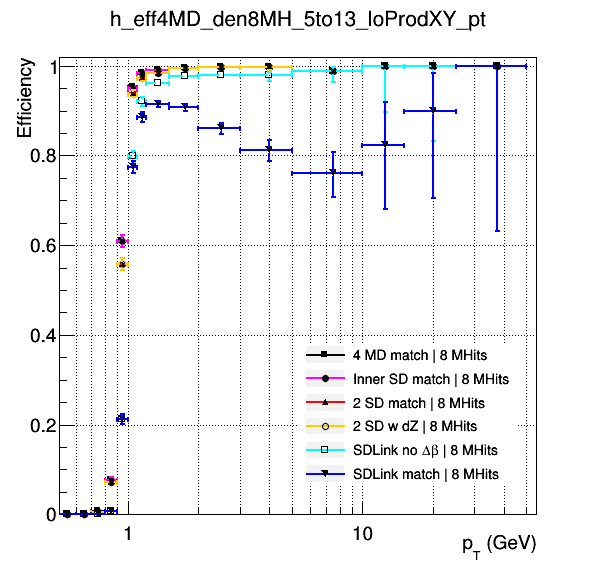 h_eff4MD_den8MH_5to13_loProdXY_pt
Efficiency
1
0.8
0.6
0.4
0.2
0
4 MD match | 8 MHits
Inner SD match | 8 MHits
2 SD match | 8 MHits
2 SD w dZ | 8 MHits
SDLink no Δβ | 8 MHits
SDLink match | 8 MHits
1 10
p_T (GeV)